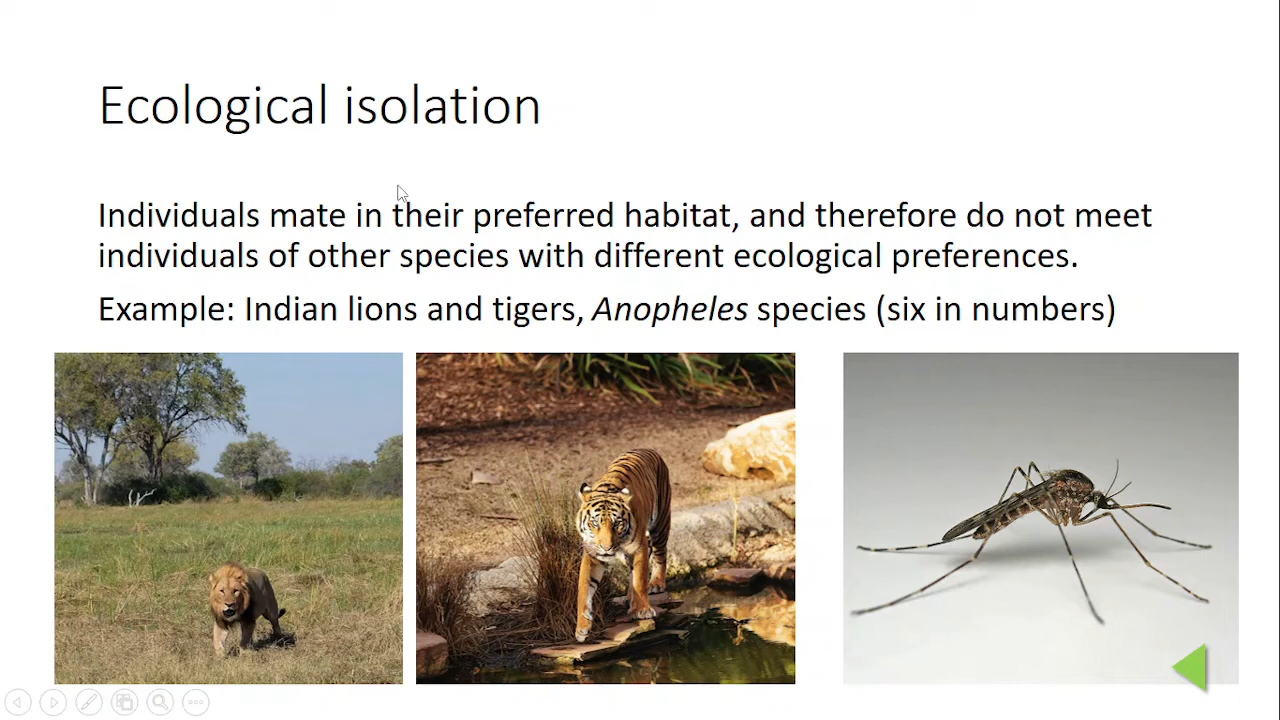 Ecological isolation
Individuals mate in their preferred habitat, and therefore do not meet
individuals of other species with different ecological preferences.
Example: Indian lions and tigers, Anopheles species (six in numbers)